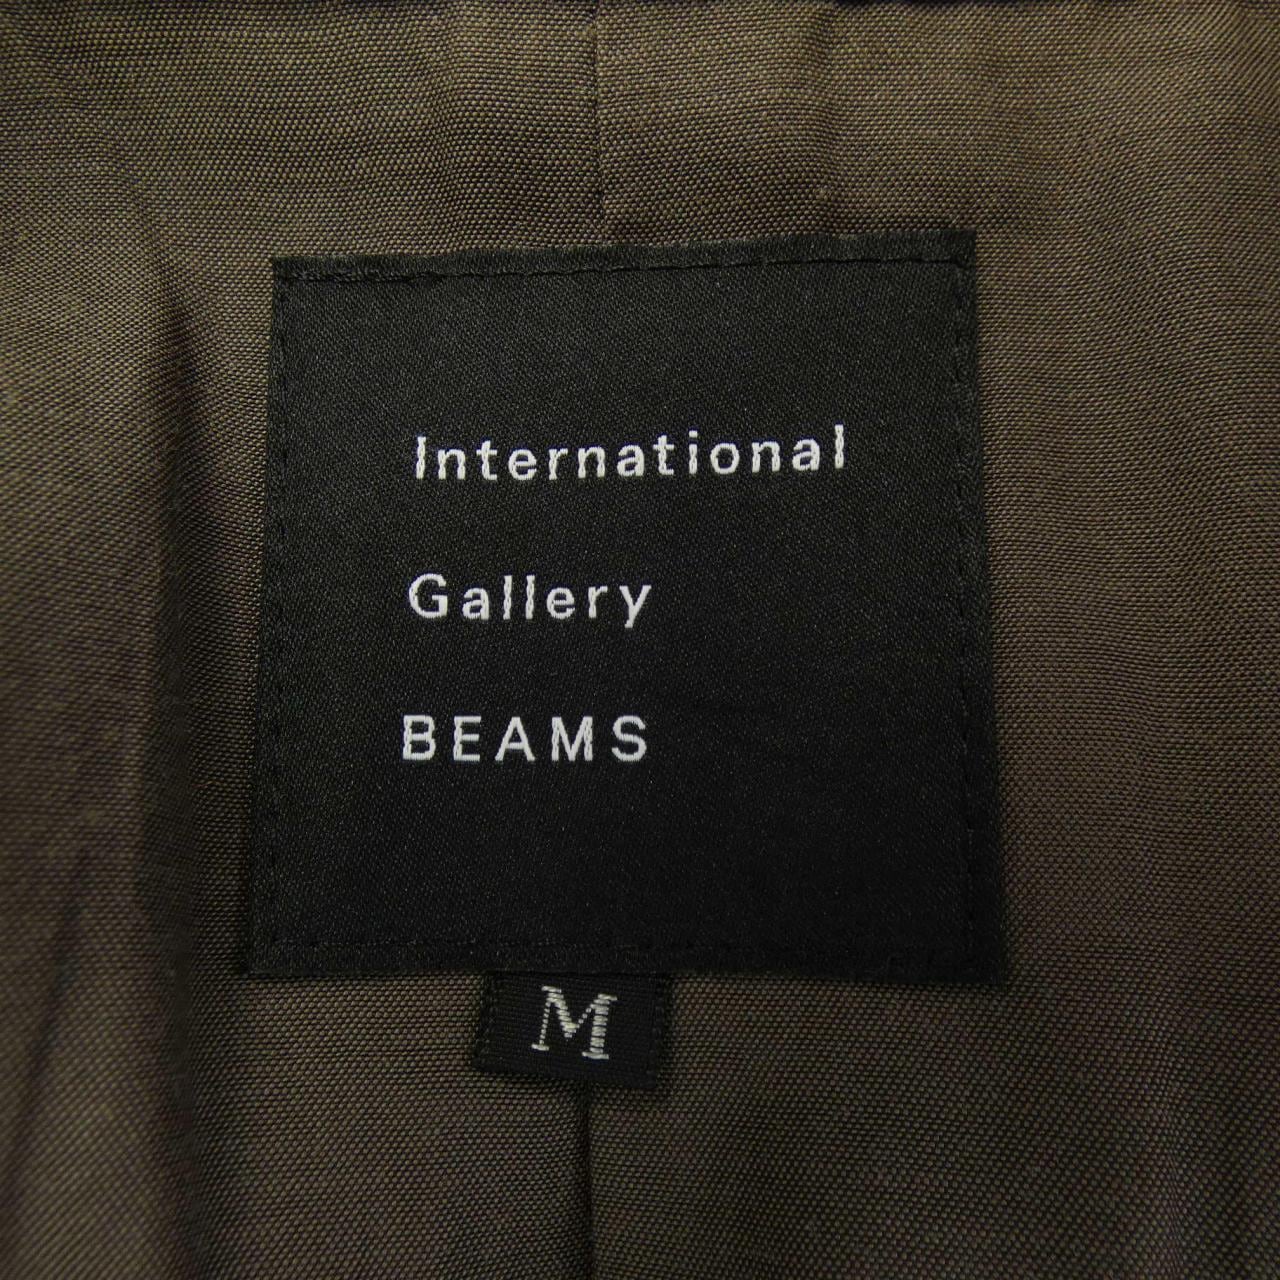 International
Gallery
BEAMS
M